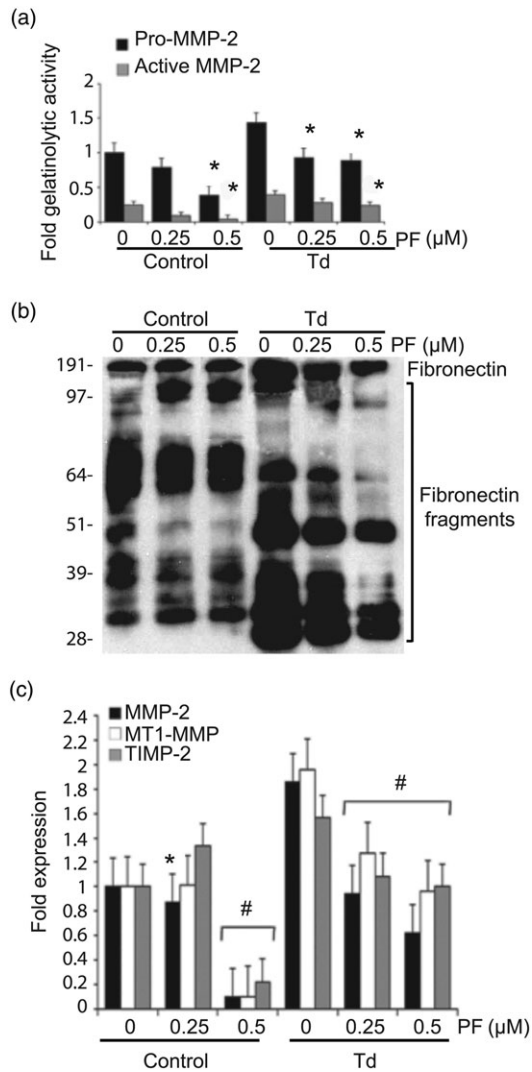 (a)
Pro-MMP-2
Active MMP-2
Fold gelatinolytic activity
2
1.5
1
0.5
0
* * * * *
0 0.25 0.5 0 0.25 0.5 PF (µM)
Control Td
(b)
Control Td
0 0.25 0.5 0 0.25 0.5 PF (µM)
191- Fibronectin
97-
64-
Fibronectin
fragments
51-
39-
28-
(c)
MMP-2
MT1-MMP
TIMP-2
Fold expression
2.4
2.2
2
1.8
1.6
1.4
1.2
1
0.8
0.6
0.4
0.2
0
* # #
0 0.25 0.5 0 0.25 0.5 PF (µM)
Control Td